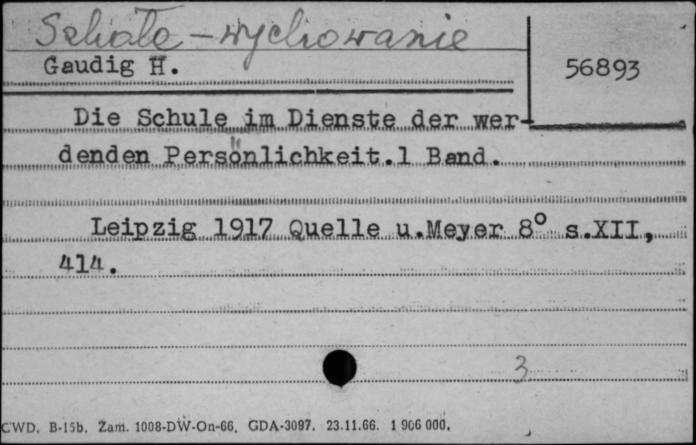 Szkoła - wychowanie
Gaudig H.
56893
Die Schule im Dienste der wer-
denden Persönlichkeit.1 Band.
Leipzig 1917 Quelle u.Meyer 8° s.XII,
414.
3
CWD. B-15b. Zam. 1008-DW-On-66. GDA-3097. 23.11.66. 1 906 000.